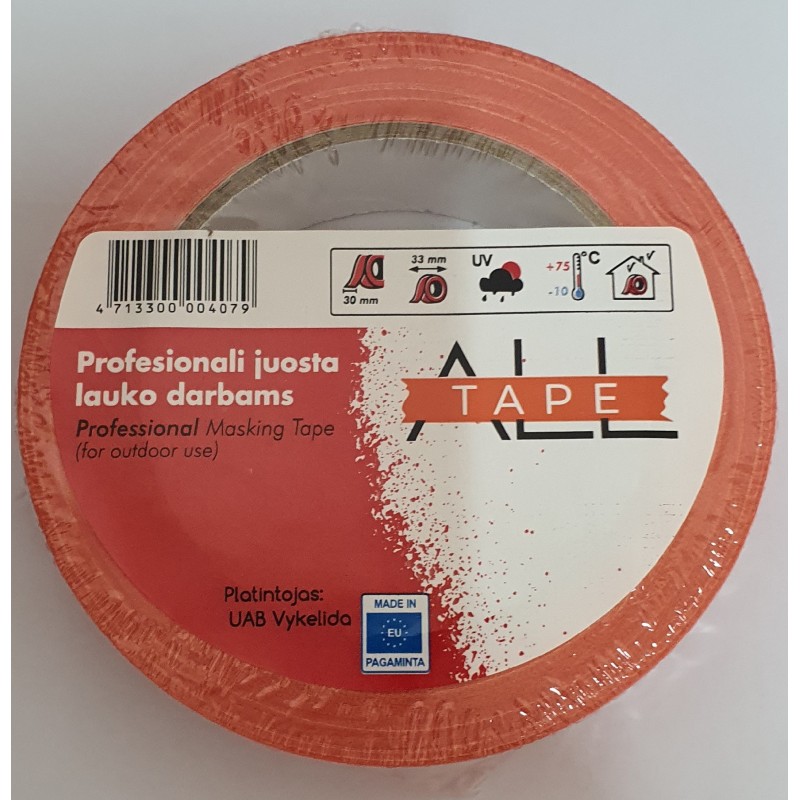 4 713300 004079
30 mm
33 mm
UV
+75
-10
°C
ALL
TAPE
Profesionali juosta
lauko darbams
Professional Masking Tape
(for outdoor use)
Platintojas:
UAB Vykelida
MADE IN
EU
PAGAMINTA